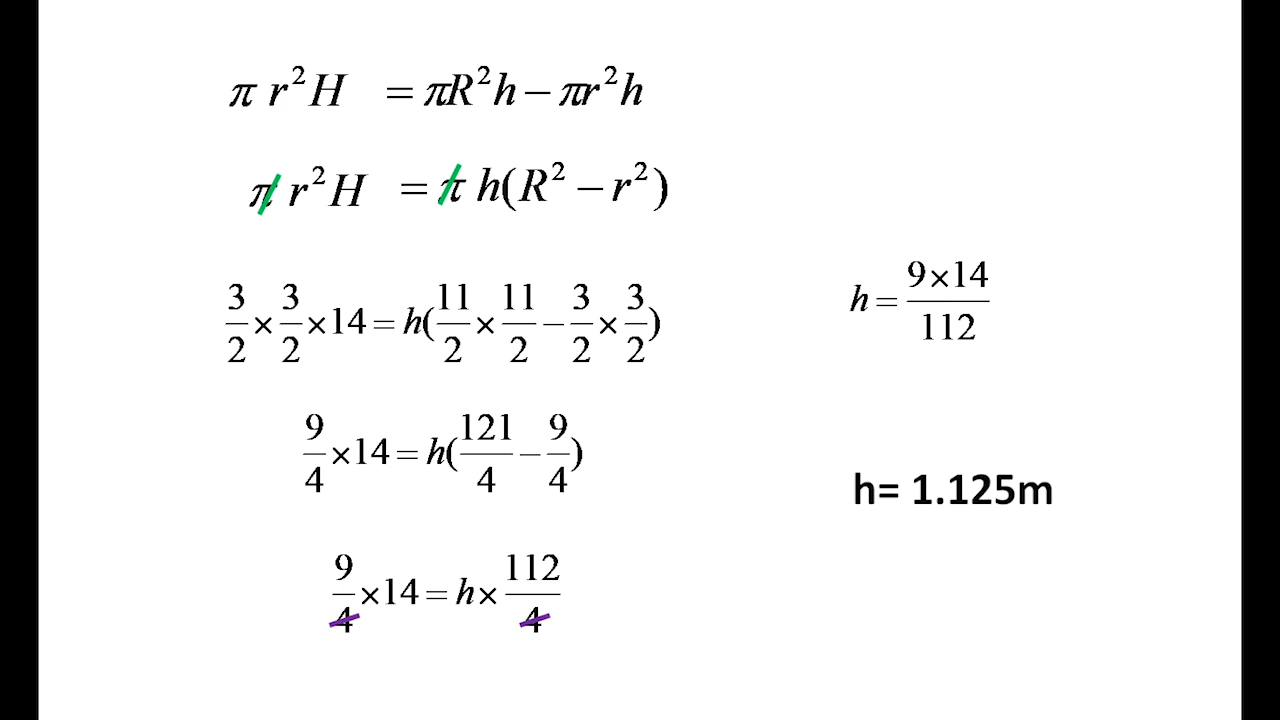 π r²H = πR²h − πr²h
π r²H = π h(R² − r²)
3/2 × 3/2 × 14 = h(11/2 × 11/2 − 3/2 × 3/2)
9/4 × 14 = h(121/4 − 9/4)
9/4 × 14 = h × 112/4
h = 9×14/112
h= 1.125m